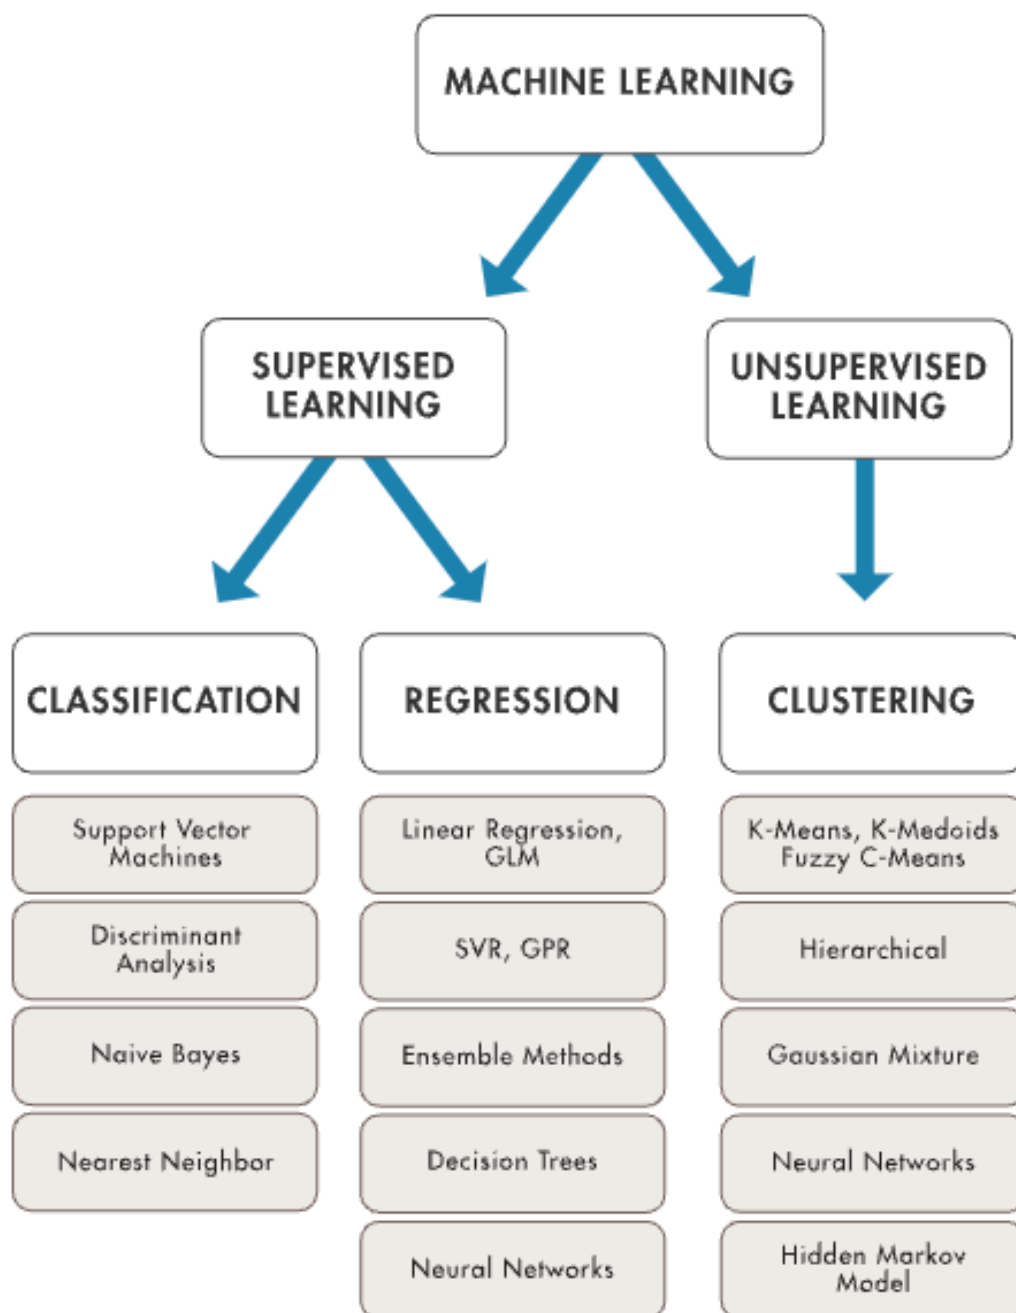 MACHINE LEARNING
SUPERVISED
LEARNING
UNSUPERVISED
LEARNING
CLASSIFICATION
REGRESSION
CLUSTERING
Support Vector
Machines
Linear Regression,
GLM
K-Means, K-Medoids
Fuzzy C-Means
Discriminant
Analysis
SVR, GPR
Hierarchical
Naive Bayes
Ensemble Methods
Gaussian Mixture
Nearest Neighbor
Decision Trees
Neural Networks
Neural Networks
Hidden Markov
Model